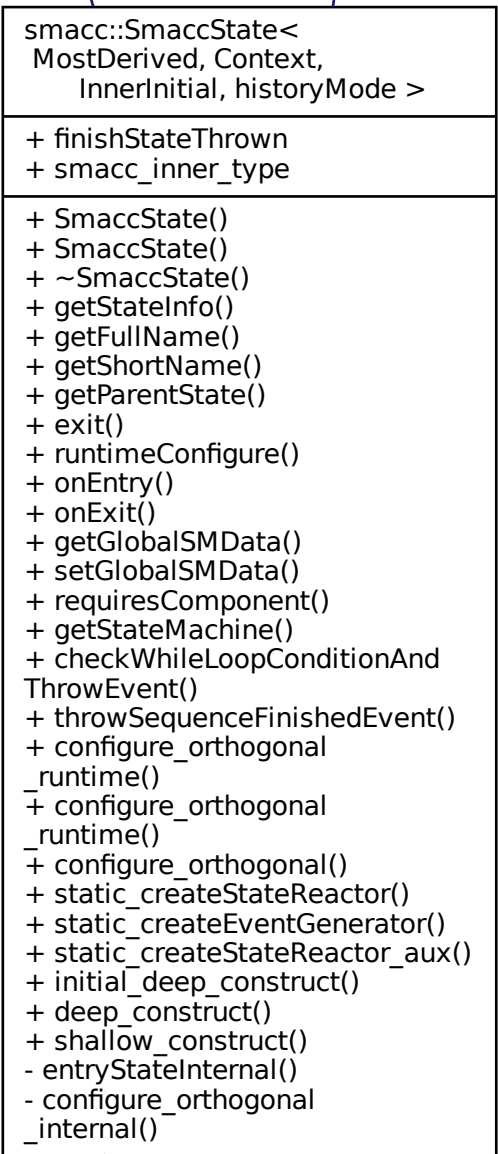 smacc::SmaccState<
MostDerived, Context,
InnerInitial, historyMode >
+ finishStateThrown
+ smacc_inner_type
+ SmaccState()
+ SmaccState()
+ ~SmaccState()
+ getStateInfo()
+ getFullName()
+ getShortName()
+ getParentState()
+ exit()
+ runtimeConfigure()
+ onEntry()
+ onExit()
+ getGlobalSMData()
+ setGlobalSMData()
+ requiresComponent()
+ getStateMachine()
+ checkWhileLoopConditionAnd
ThrowEvent()
+ throwSequenceFinishedEvent()
+ configure_orthogonal
_runtime()
+ configure_orthogonal
_runtime()
+ configure_orthogonal()
+ static_createStateReactor()
+ static_createEventGenerator()
+ static_createStateReactor_aux()
+ initial_deep_construct()
+ deep_construct()
+ shallow_construct()
- entryStateInternal()
- configure_orthogonal
_internal()